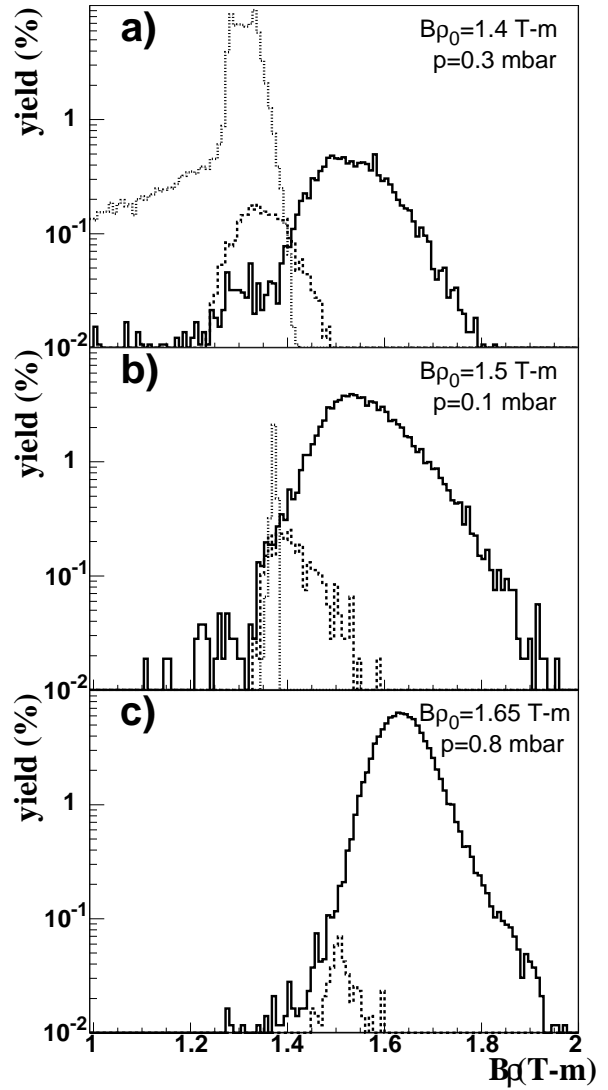 a)
Bρ₀=1.4 T-m
p=0.3 mbar
yield (%)
1
10⁻¹
10⁻²
b)
Bρ₀=1.5 T-m
p=0.1 mbar
yield (%)
1
10⁻¹
10⁻²
c)
Bρ₀=1.65 T-m
p=0.8 mbar
yield (%)
1
10⁻¹
10⁻²
1 1.2 1.4 1.6 1.8 2
Bρ(T-m)